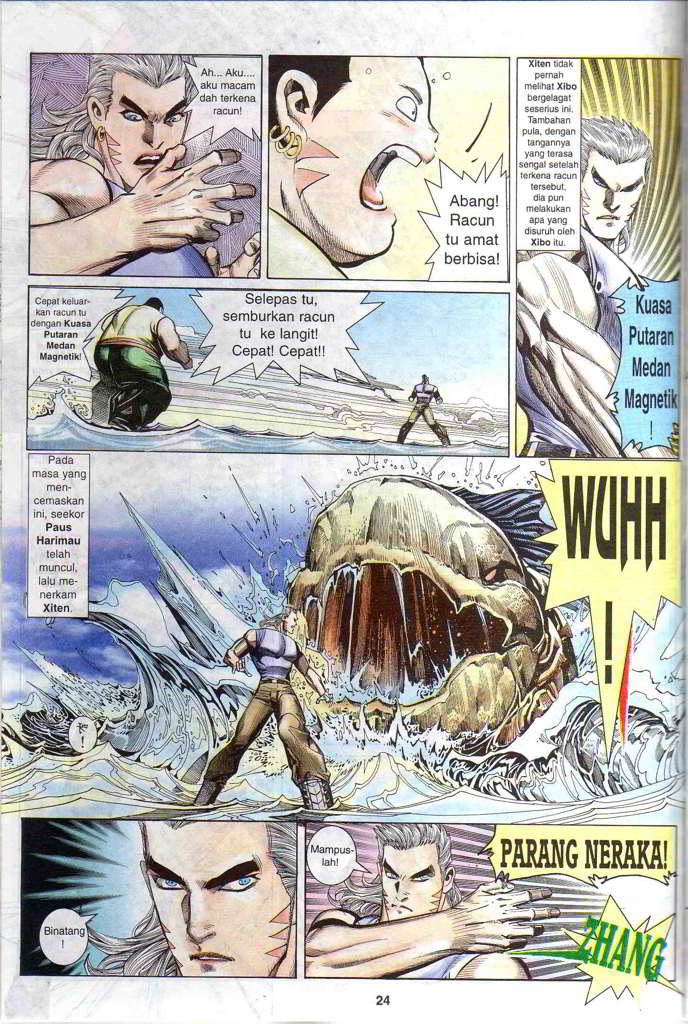 Ah... Aku....
aku macam
dah terkena
racun!
Abang!
Racun
tu amat
berbisa!
Xiten tidak
pernah
melihat Xibo
bergelagat
seserius ini.
Tambahan
pula, dengan
tangannya
yang terasa
sengal setelah
terkena racun
tersebut,
dia pun
melakukan
apa yang
disuruh oleh
Xibo itu.
Kuasa
Putaran
Medan
Magnetik
!
Cepat keluar-
kan racun tu
dengan Kuasa
Putaran
Medan
Magnetik!
Selepas tu,
semburkan racun
tu ke langit!
Cepat! Cepat!!
Pada
masa yang
men-
cemaskan
ini, seekor
Paus
Harimau
telah
muncul,
lalu me-
nerkam
Xiten.
WUHH
!
Binatang
!
Mampus-
lah!
PARANG NERAKA!
ZHANG
24